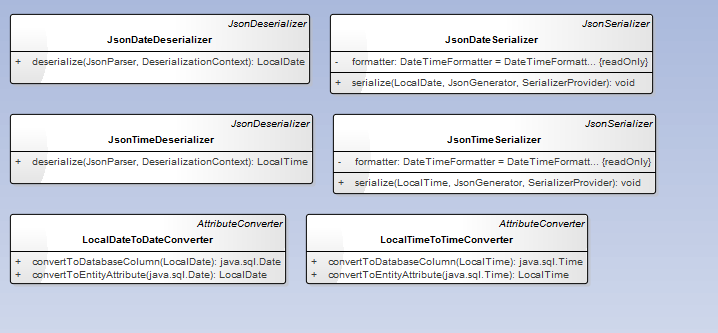 JsonDeserializer
JsonDateDeserializer
+ deserialize(JsonParser, DeserializationContext): LocalDate
JsonSerializer
JsonDateSerializer
- formatter: DateTimeFormatter = DateTimeFormatt... {readOnly}
+ serialize(LocalDate, JsonGenerator, SerializerProvider): void
JsonDeserializer
JsonTimeDeserializer
+ deserialize(JsonParser, DeserializationContext): LocalTime
JsonSerializer
JsonTimeSerializer
- formatter: DateTimeFormatter = DateTimeFormatt... {readOnly}
+ serialize(LocalTime, JsonGenerator, SerializerProvider): void
AttributeConverter
LocalDateToDateConverter
+ convertToDatabaseColumn(LocalDate): java.sql.Date
+ convertToEntityAttribute(java.sql.Date): LocalDate
AttributeConverter
LocalTimeToTimeConverter
+ convertToDatabaseColumn(LocalTime): java.sql.Time
+ convertToEntityAttribute(java.sql.Time): LocalTime